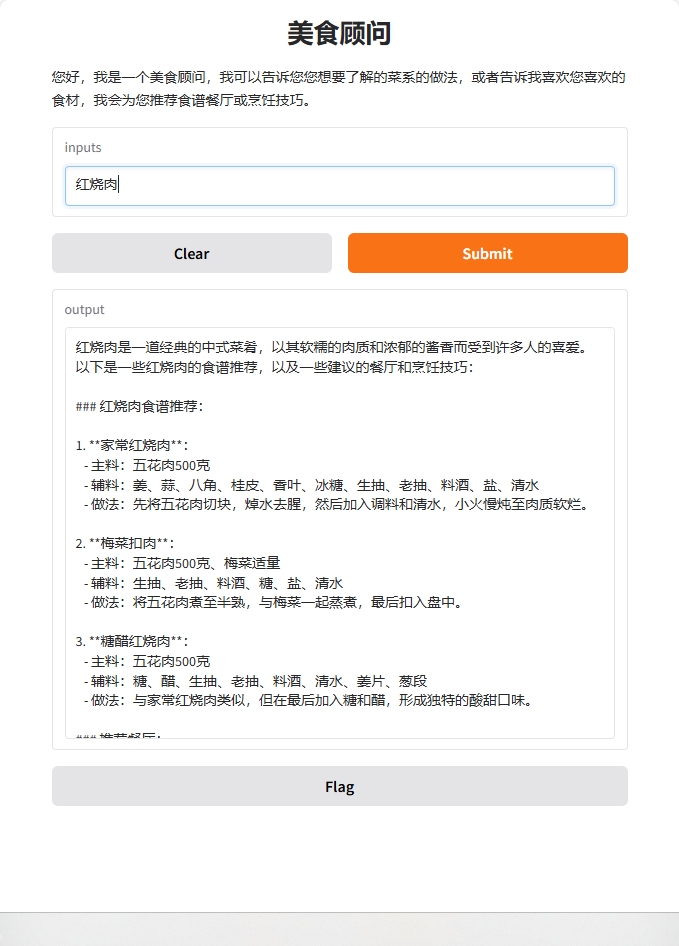 美食顾问
您好，我是一个美食顾问，我可以告诉您您想要了解的菜系的做法，或者告诉我喜欢您喜欢的
食材，我会为您推荐食谱餐厅或烹饪技巧。
inputs
红烧肉
Clear
Submit
output
红烧肉是一道经典的中式菜肴，以其软糯的肉质和浓郁的酱香而受到许多人的喜爱。
以下是一些红烧肉的食谱推荐，以及一些建议的餐厅和烹饪技巧：
### 红烧肉食谱推荐：
1. **家常红烧肉**：
- 主料：五花肉500克
- 辅料：姜、蒜、八角、桂皮、香叶、冰糖、生抽、老抽、料酒、盐、清水
- 做法：先将五花肉切块，焯水去腥，然后加入调料和清水，小火慢炖至肉质软烂。
2. **梅菜扣肉**：
- 主料：五花肉500克、梅菜适量
- 辅料：生抽、老抽、料酒、糖、盐、清水
- 做法：将五花肉煮至半熟，与梅菜一起蒸煮，最后扣入盘中。
3. **糖醋红烧肉**：
- 主料：五花肉500克
- 辅料：糖、醋、生抽、老抽、料酒、清水、姜片、葱段
- 做法：与家常红烧肉类似，但在最后加入糖和醋，形成独特的酸甜口味。
### 推荐餐厅：
Flag